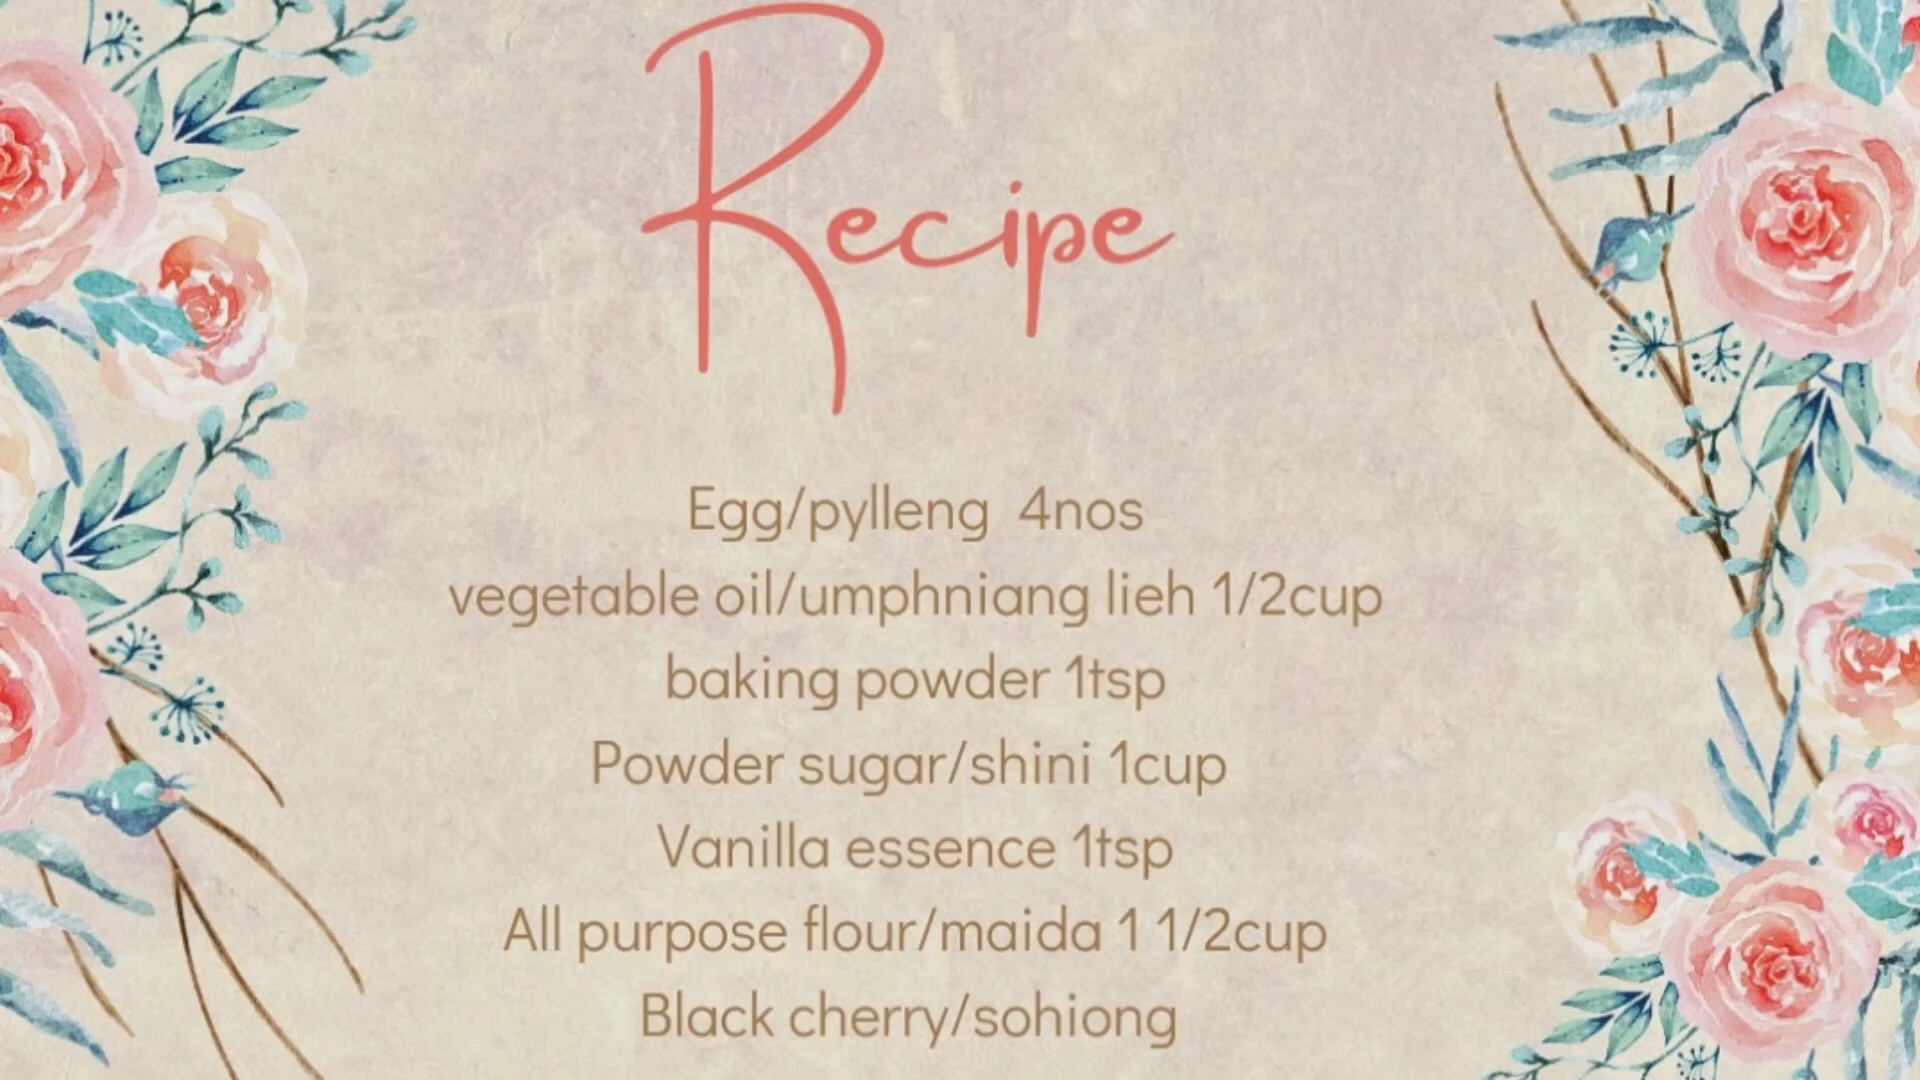 Recipe
Egg/pylleng 4nos
vegetable oil/umphniang lieh 1/2cup
baking powder 1tsp
Powder sugar/shini 1cup
Vanilla essence 1tsp
All purpose flour/maida 1 1/2cup
Black cherry/sohiong